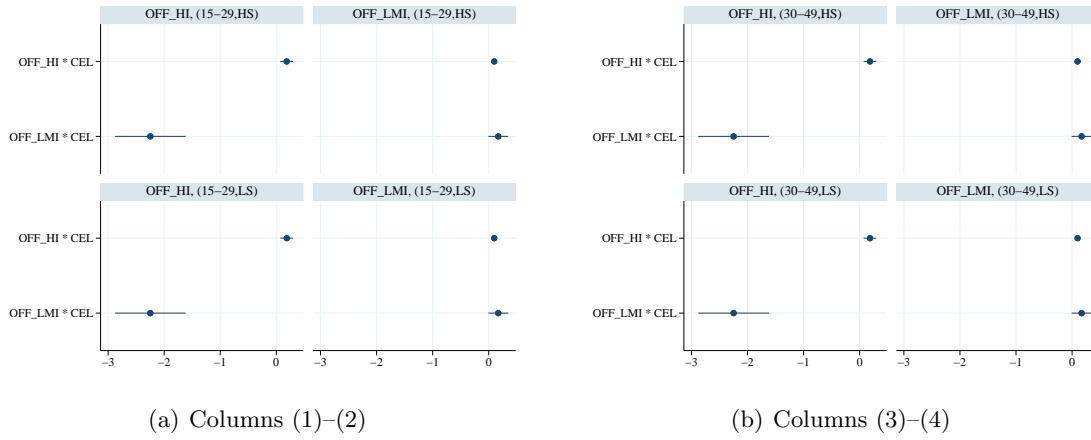 OFF_HI, (15−29,HS) OFF_LMI, (15−29,HS)
OFF_HI * CEL
OFF_LMI * CEL
OFF_HI, (15−29,LS) OFF_LMI, (15−29,LS)
OFF_HI * CEL
OFF_LMI * CEL
−3 −2 −1 0 −3 −2 −1 0
(a) Columns (1)–(2)
OFF_HI, (30−49,HS) OFF_LMI, (30−49,HS)
OFF_HI * CEL
OFF_LMI * CEL
OFF_HI, (30−49,LS) OFF_LMI, (30−49,LS)
OFF_HI * CEL
OFF_LMI * CEL
−3 −2 −1 0 −3 −2 −1 0
(b) Columns (3)–(4)